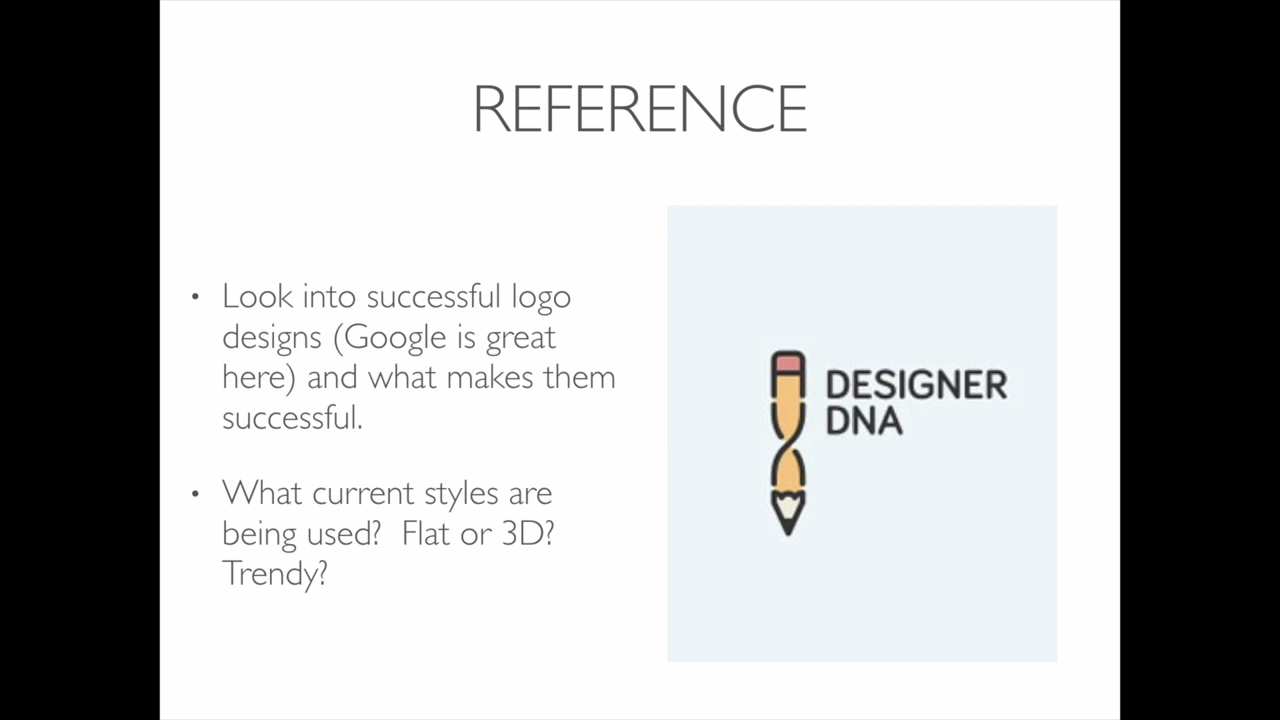 REFERENCE
• Look into successful logo
designs (Google is great
here) and what makes them
successful.
• What current styles are
being used?  Flat or 3D?
Trendy?
DESIGNER
DNA